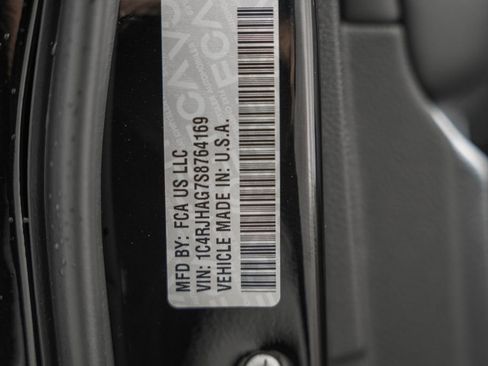 MFD BY: FCA US LLC
VIN: 1C4RJHAG7S8764169
VEHICLE MADE IN: U.S.A.